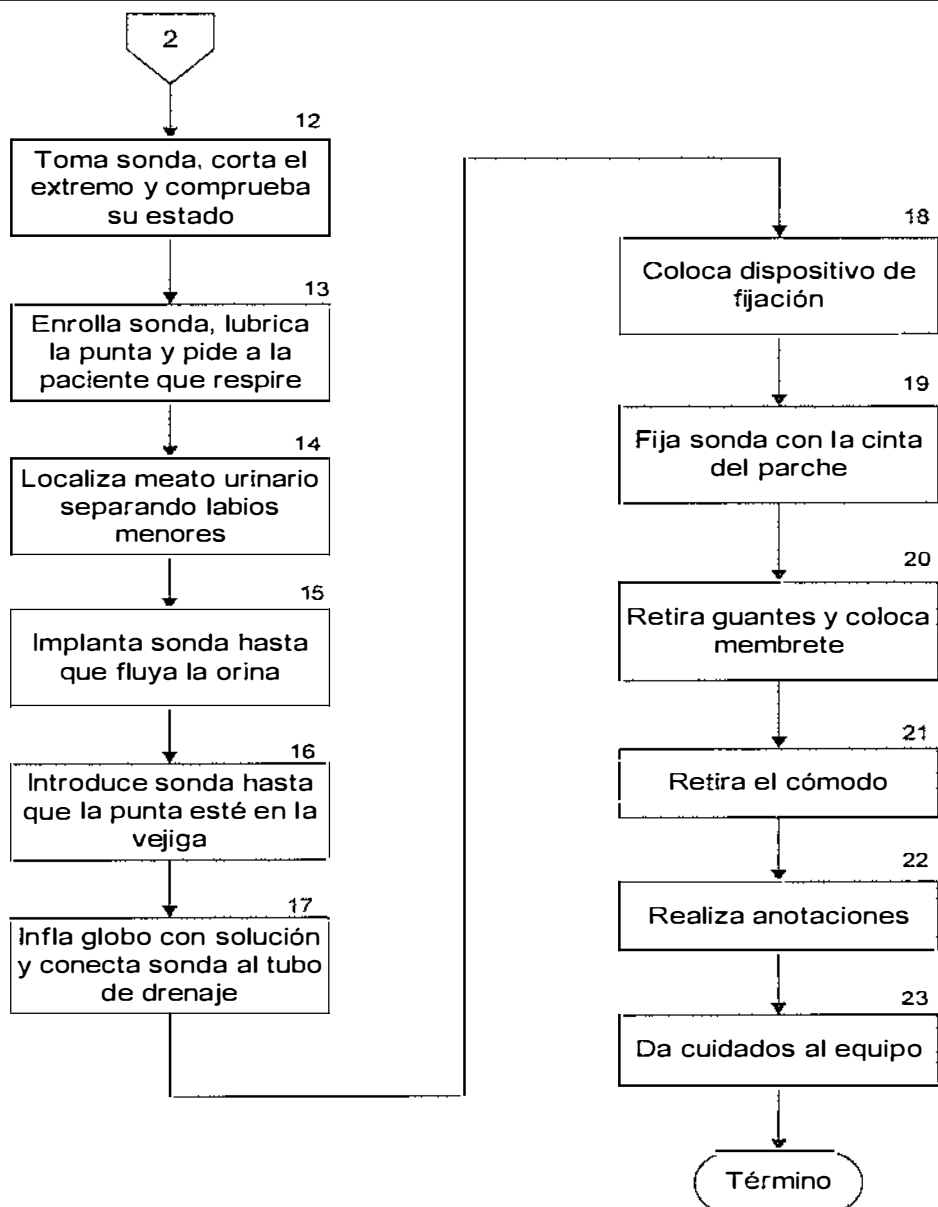 2
12
Toma sonda, corta el
extremo y comprueba
su estado
13
Enrolla sonda, lubrica
la punta y pide a la
paciente que respire
14
Localiza meato urinario
separando labios
menores
15
Implanta sonda hasta
que fluya la orina
16
Introduce sonda hasta
que la punta esté en la
vejiga
17
Infla globo con solución
y conecta sonda al tubo
de drenaje
18
Coloca dispositivo de
fijación
19
Fija sonda con la cinta
del parche
20
Retira guantes y coloca
membrete
21
Retira el cómodo
22
Realiza anotaciones
23
Da cuidados al equipo
Término